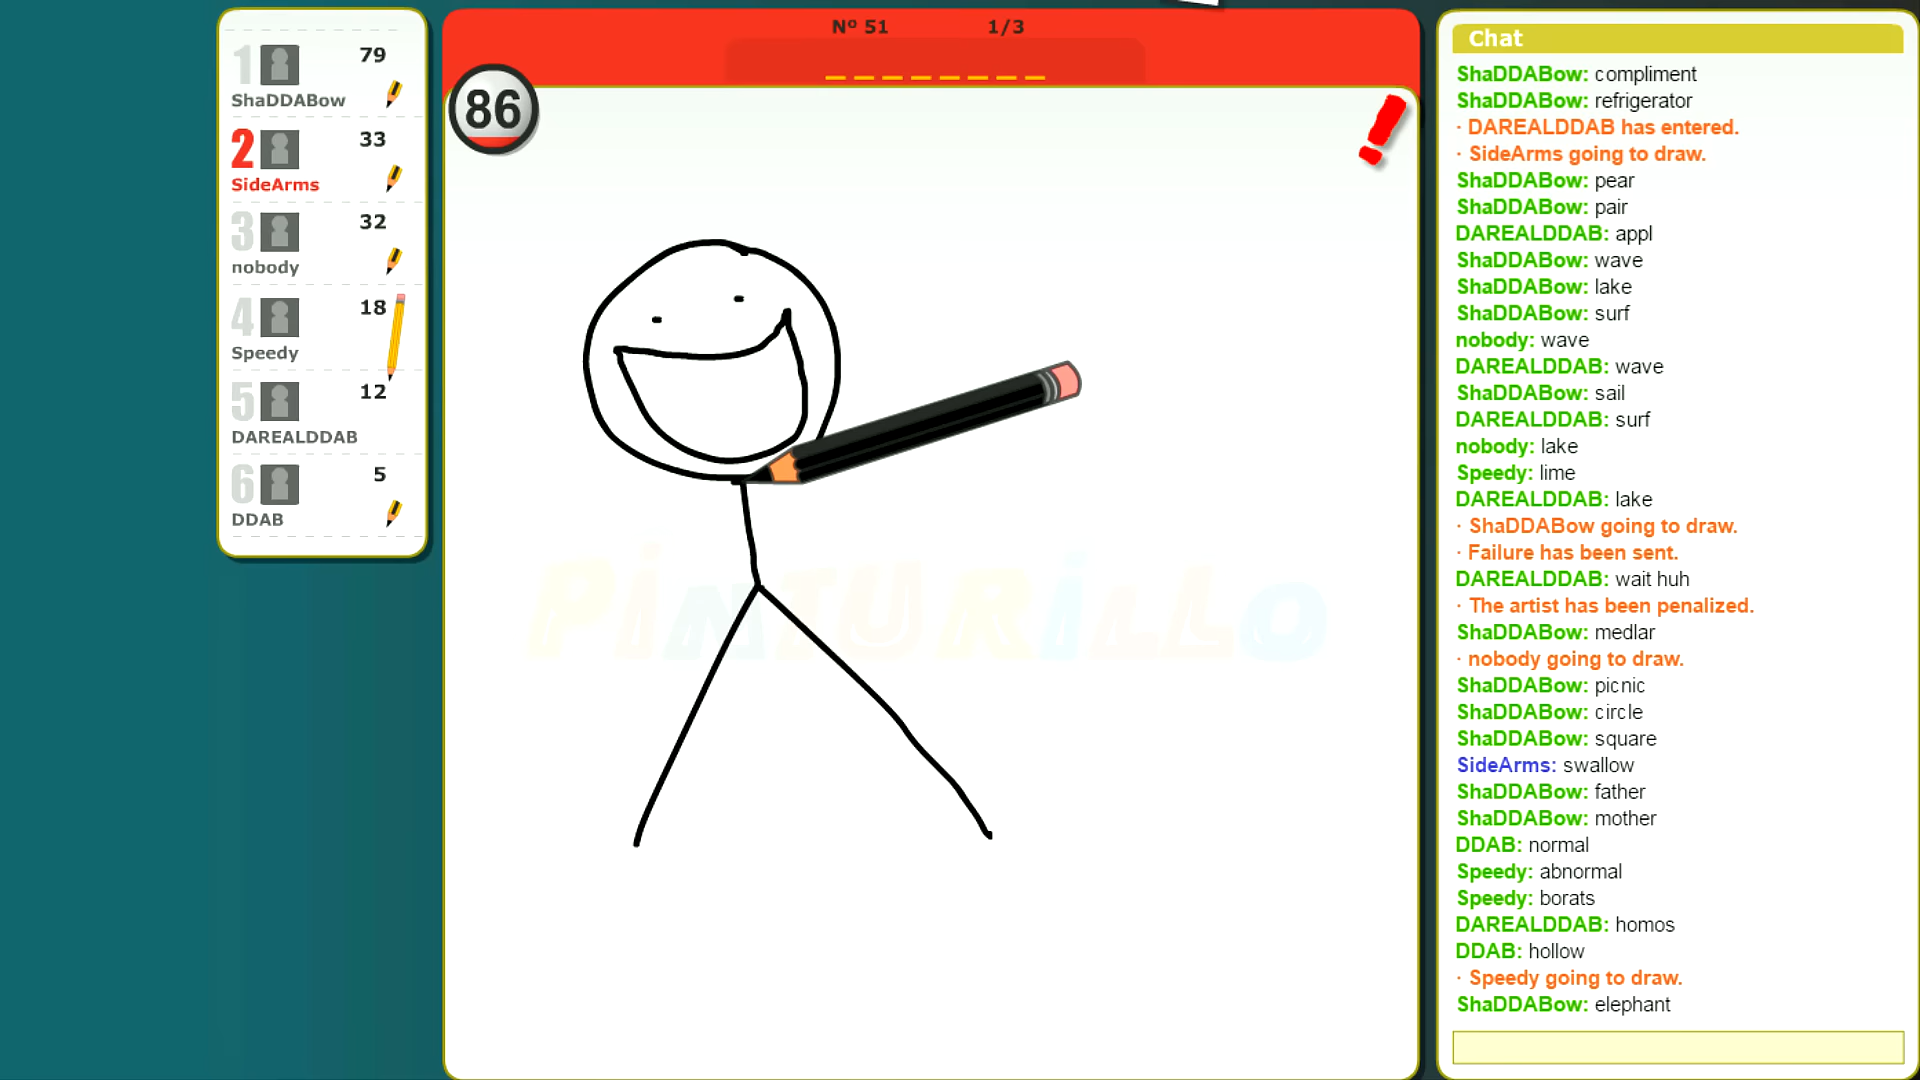 1 79
ShaDDABow
2 33
SideArms
3 32
nobody
4 18
Speedy
5 12
DAREALDDAB
6 5
DDAB
Nº 51 1/3
_ _ _ _ _ _ _ _
86
!
PINTURILLO
Chat
ShaDDABow: compliment
ShaDDABow: refrigerator
· DAREALDDAB has entered.
· SideArms going to draw.
ShaDDABow: pear
ShaDDABow: pair
DAREALDDAB: appl
ShaDDABow: wave
ShaDDABow: lake
ShaDDABow: surf
nobody: wave
DAREALDDAB: wave
ShaDDABow: sail
DAREALDDAB: surf
nobody: lake
Speedy: lime
DAREALDDAB: lake
· ShaDDABow going to draw.
· Failure has been sent.
DAREALDDAB: wait huh
· The artist has been penalized.
ShaDDABow: medlar
· nobody going to draw.
ShaDDABow: picnic
ShaDDABow: circle
ShaDDABow: square
SideArms: swallow
ShaDDABow: father
ShaDDABow: mother
DDAB: normal
Speedy: abnormal
Speedy: borats
DAREALDDAB: homos
DDAB: hollow
· Speedy going to draw.
ShaDDABow: elephant